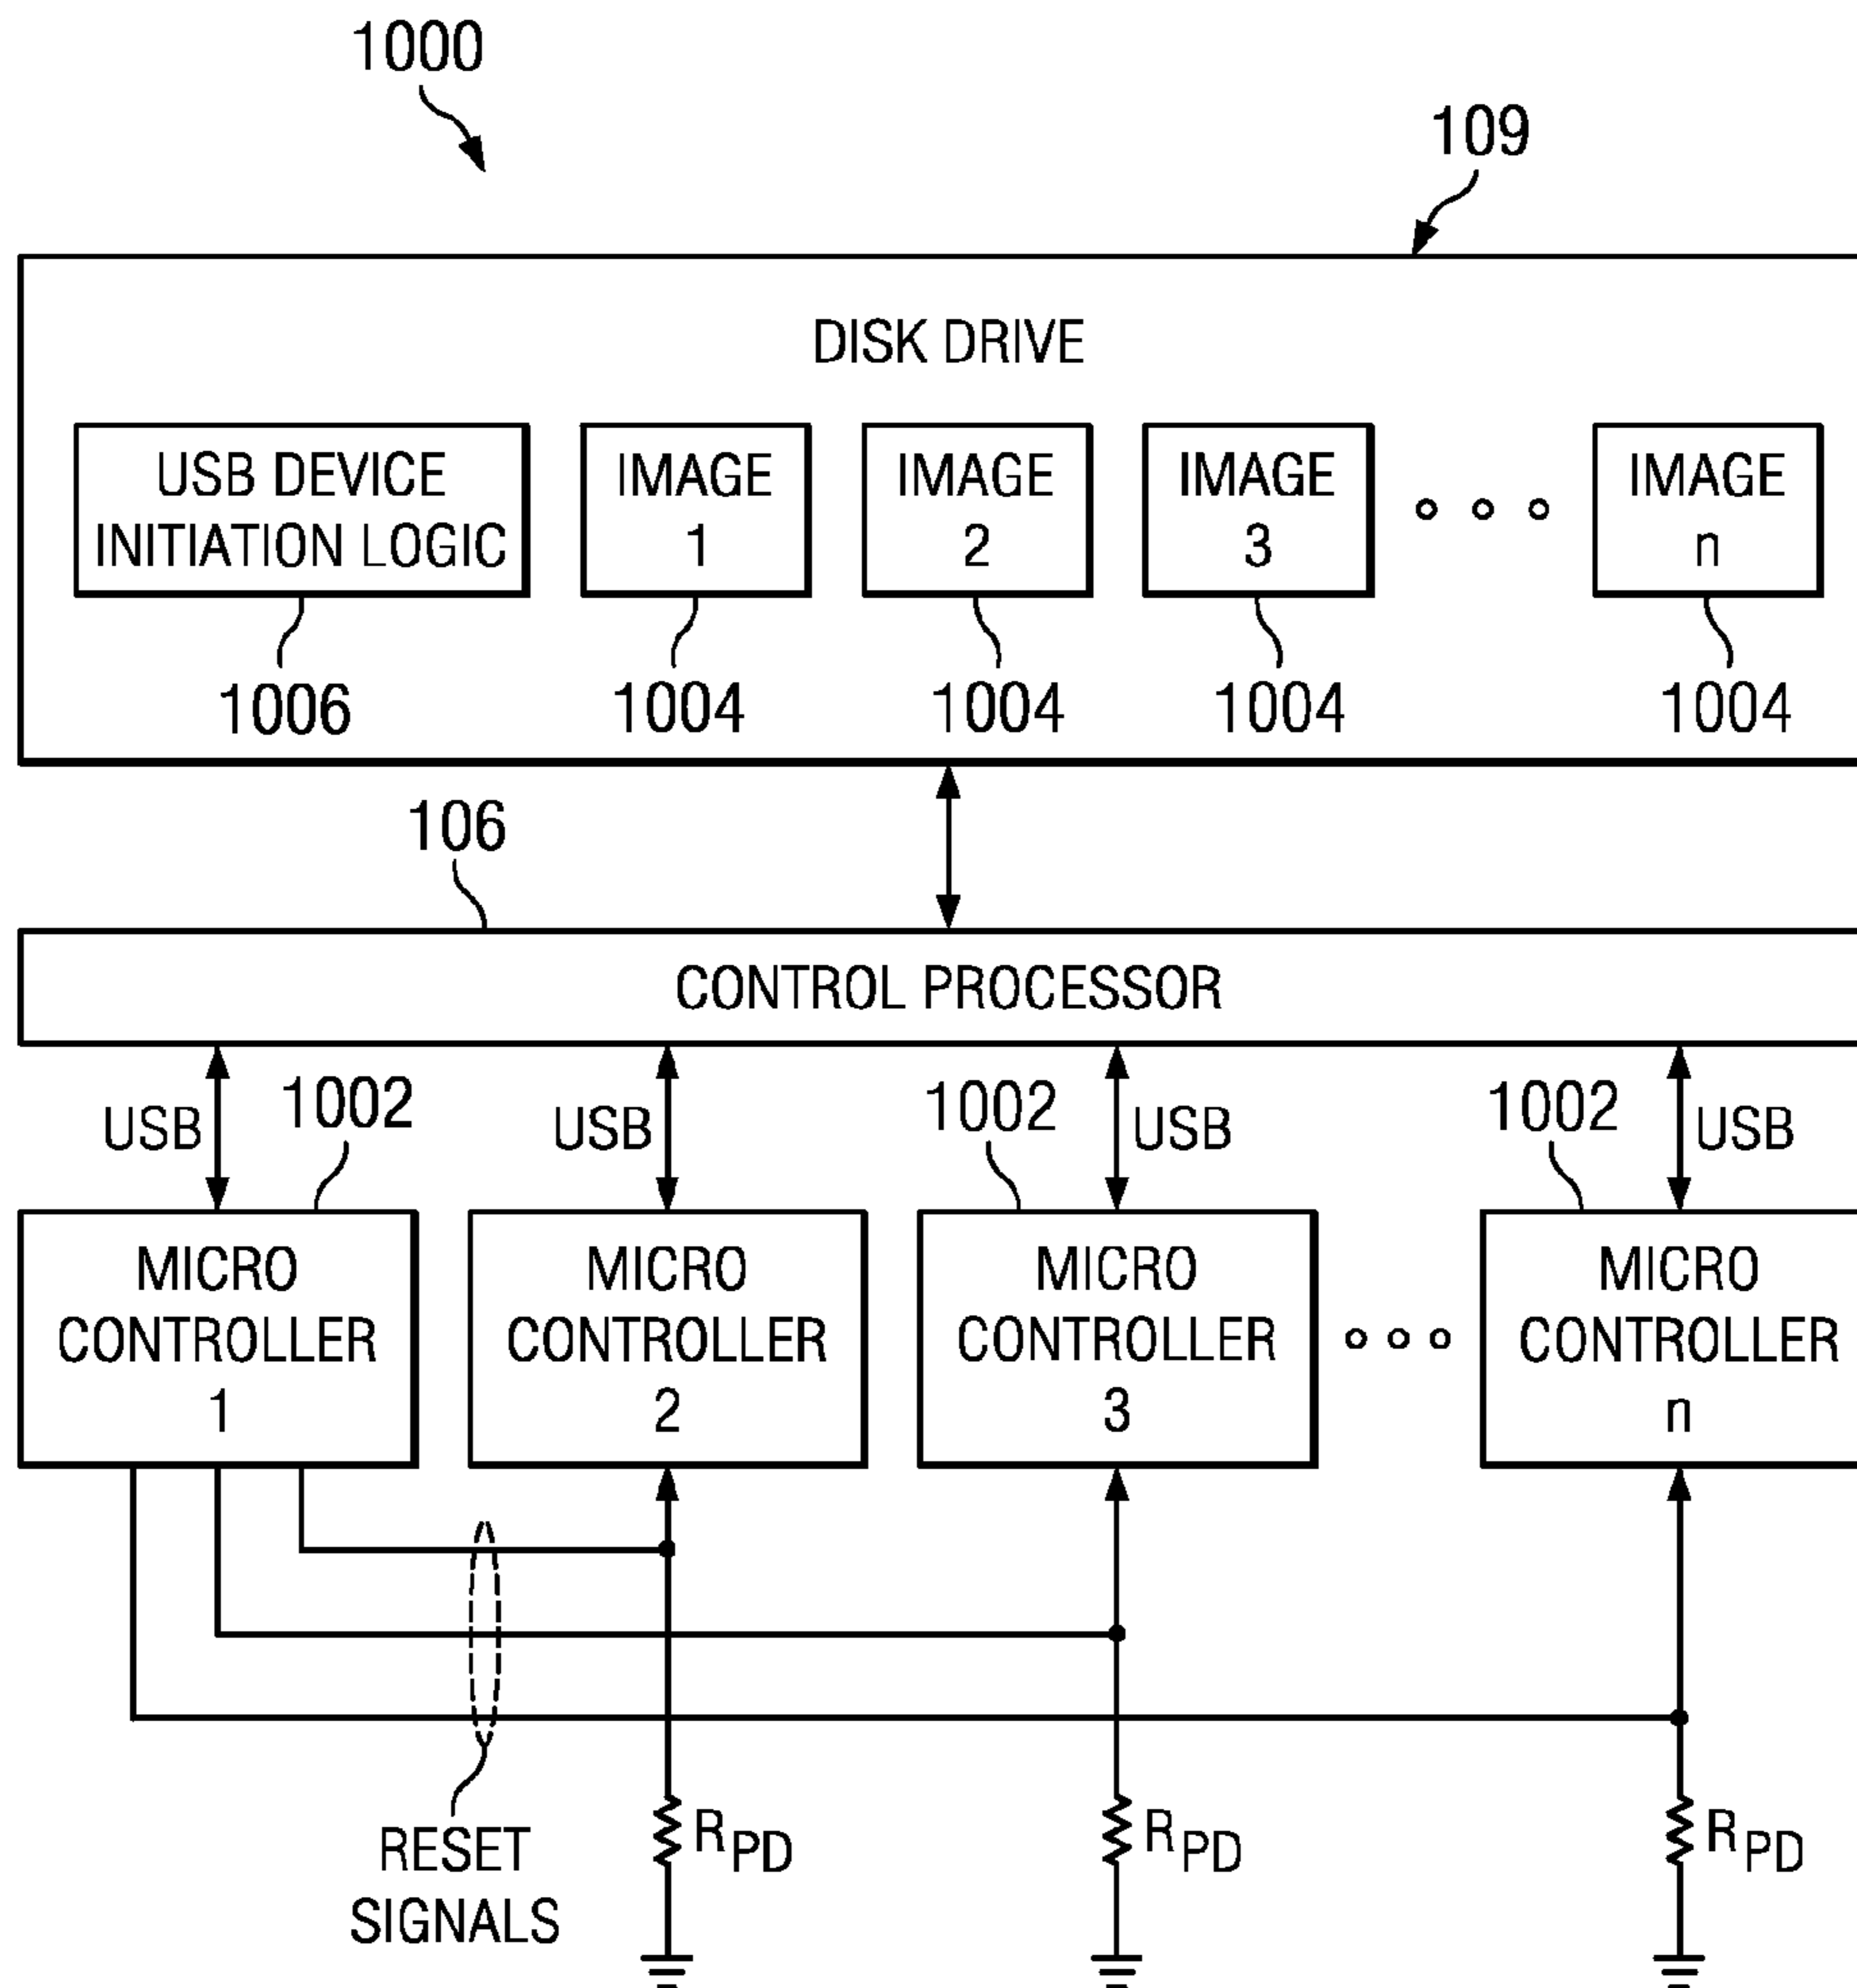 1000
109
DISK DRIVE
USB DEVICE
INITIATION LOGIC
IMAGE
1
IMAGE
2
IMAGE
3
IMAGE
n
1006
1004
1004
1004
1004
106
CONTROL PROCESSOR
USB
1002
USB
1002
USB
1002
USB
MICRO
CONTROLLER
1
MICRO
CONTROLLER
2
MICRO
CONTROLLER
3
MICRO
CONTROLLER
n
RESET
SIGNALS
RPD
RPD
RPD